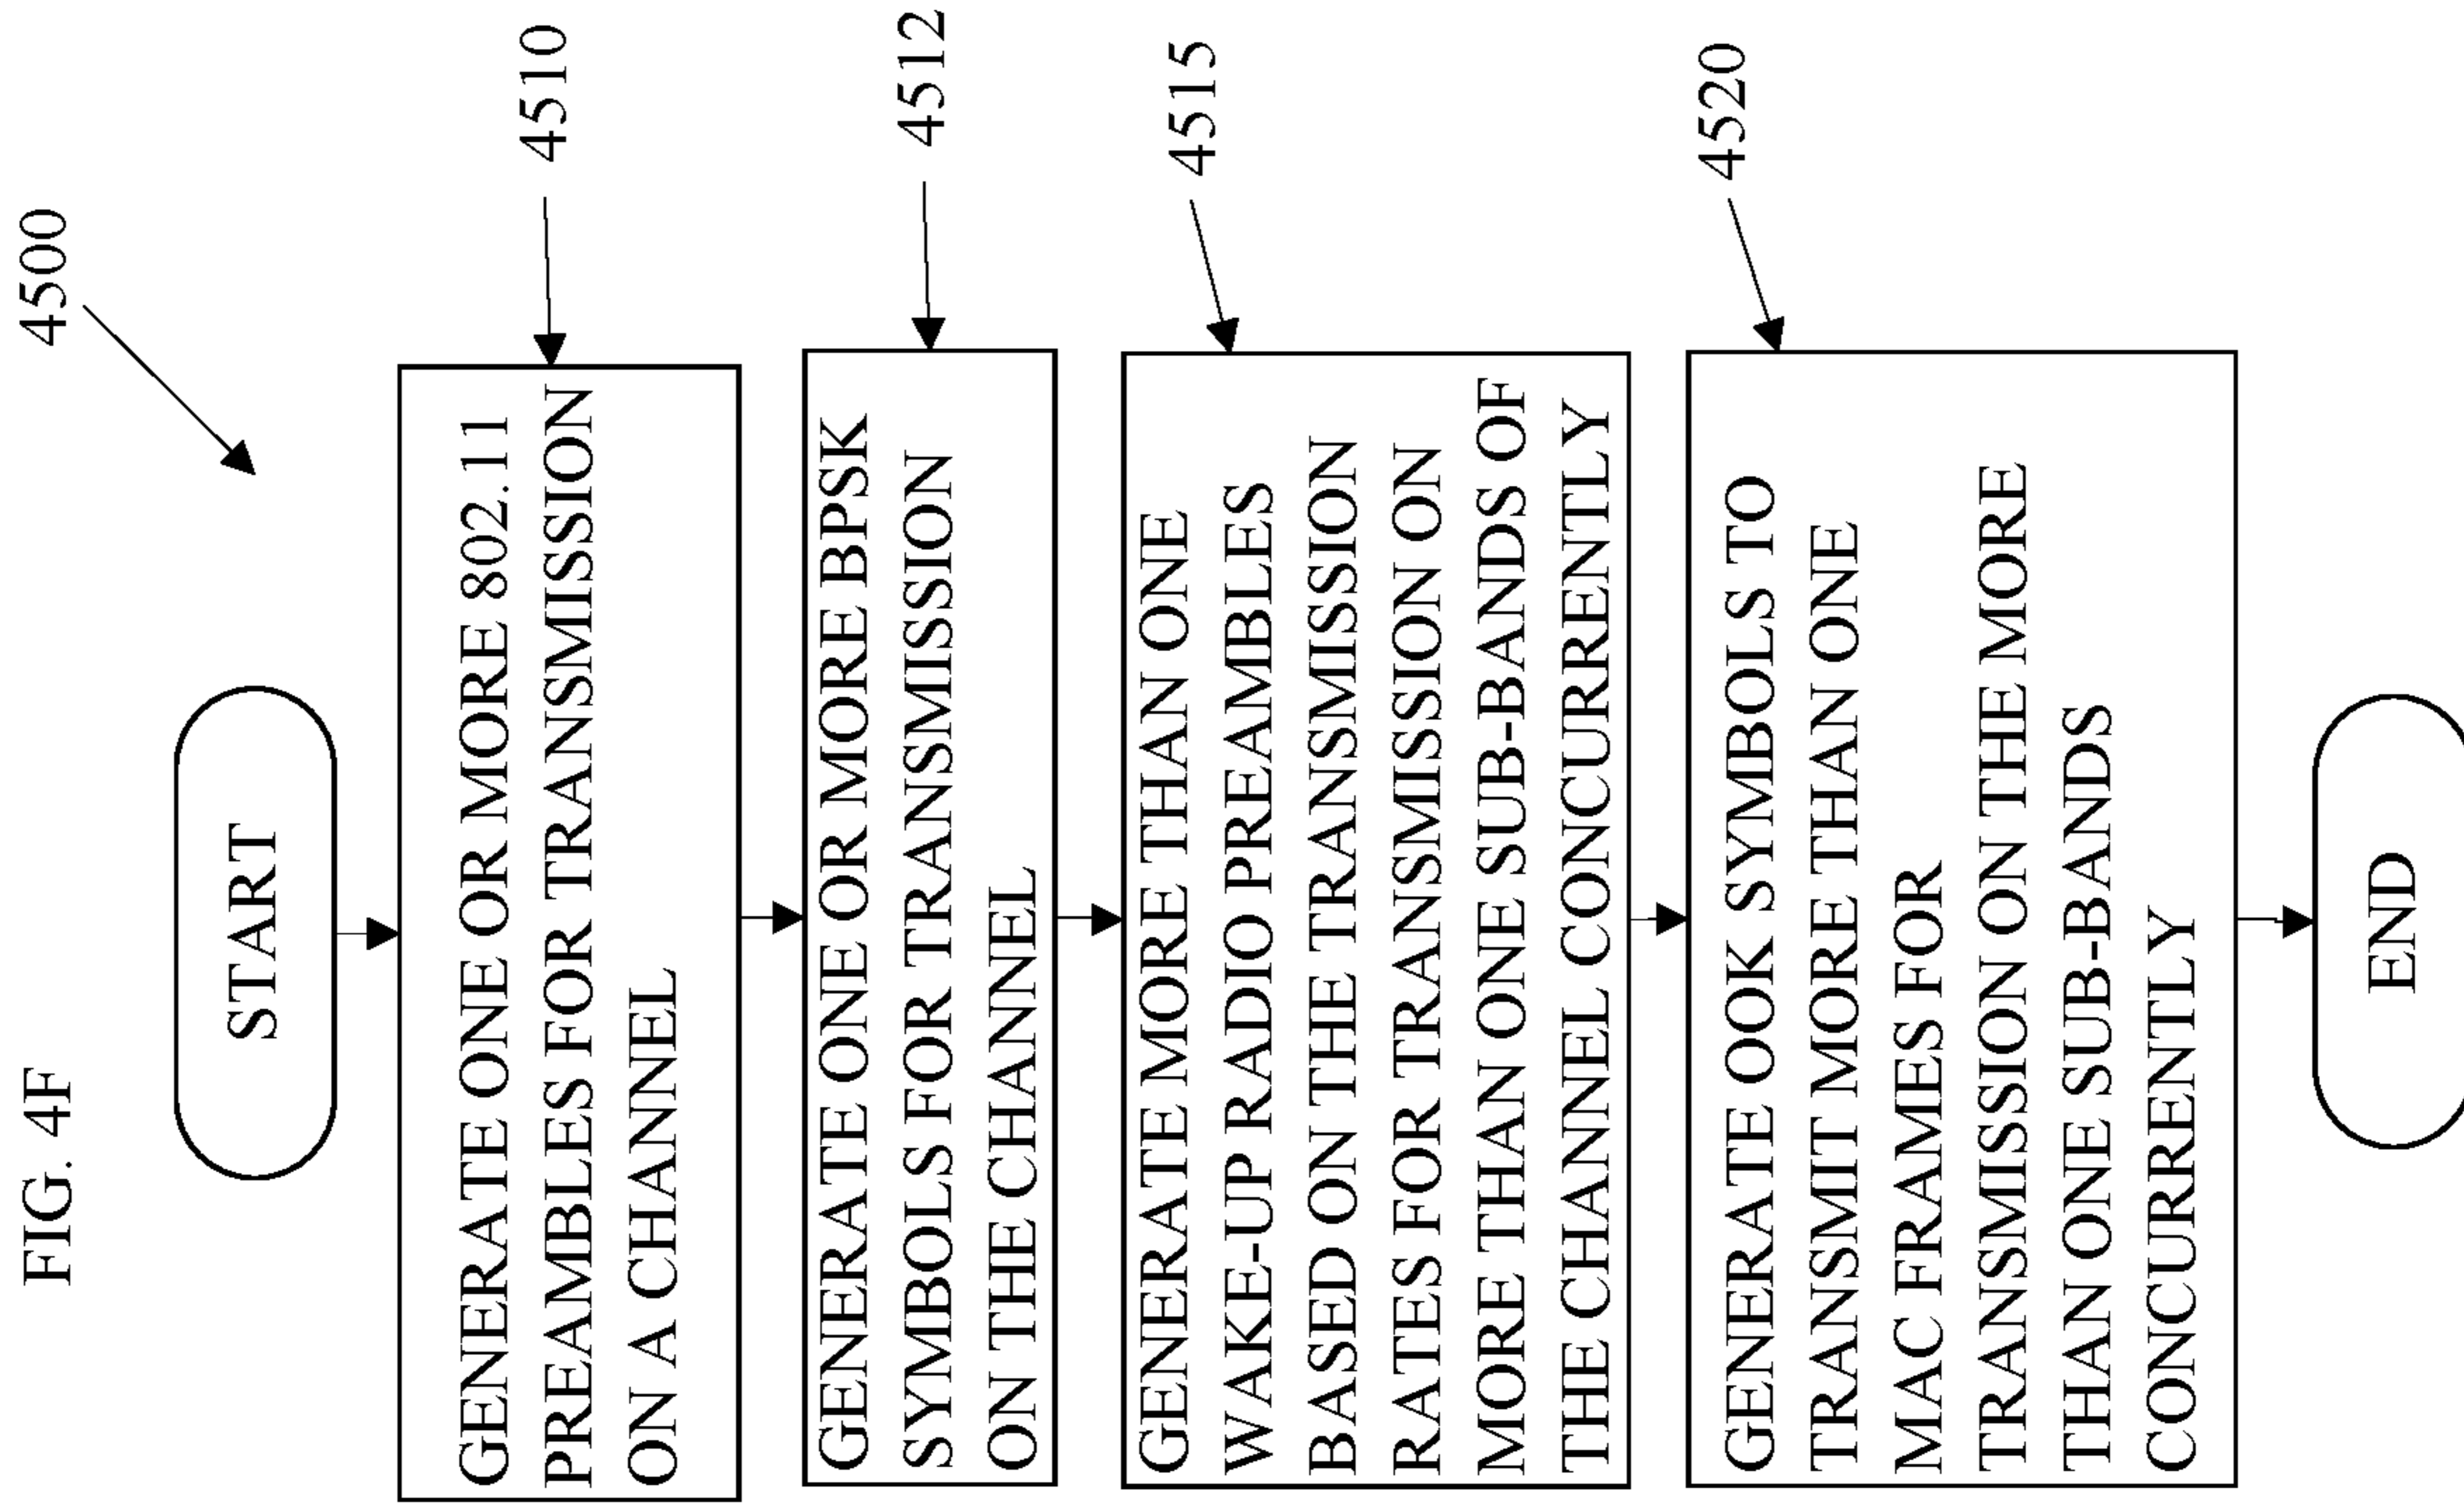 FIG. 4F
4500
START
GENERATE ONE OR MORE 802.11
PREAMBLES FOR TRANSMISSION
ON A CHANNEL
4510
GENERATE ONE OR MORE BPSK
SYMBOLS FOR TRANSMISSION
ON THE CHANNEL
4512
GENERATE MORE THAN ONE
WAKE-UP RADIO PREAMBLES
BASED ON THE TRANSMISSION
RATES FOR TRANSMISSION ON
MORE THAN ONE SUB-BANDS OF
THE CHANNEL CONCURRENTLY
4515
GENERATE OOK SYMBOLS TO
TRANSMIT MORE THAN ONE
MAC FRAMES FOR
TRANSMISSION ON THE MORE
THAN ONE SUB-BANDS
CONCURRENTLY
4520
END